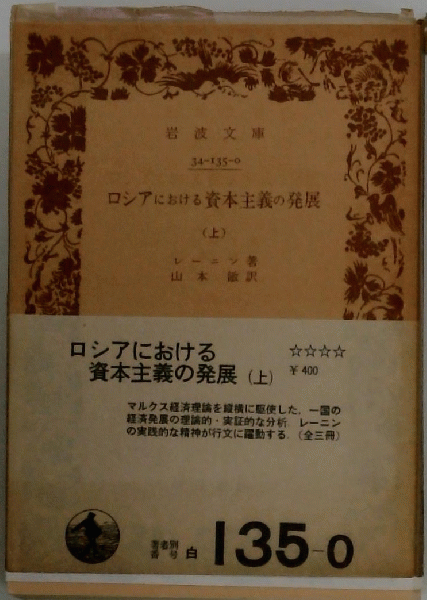 岩波文庫
34-135-0
ロシアにおける資本主義の発展
(上)
レーニン著
山本敏訳
ロシアにおける
資本主義の発展 (上)
☆☆☆☆
¥400
マルクス経済理論を縦横に駆使した、一国の
経済発展の理論的・実証的な分析。レーニン
の実践的な精神が行文に躍動する。(全三冊)
著者別
番号 白 135-0